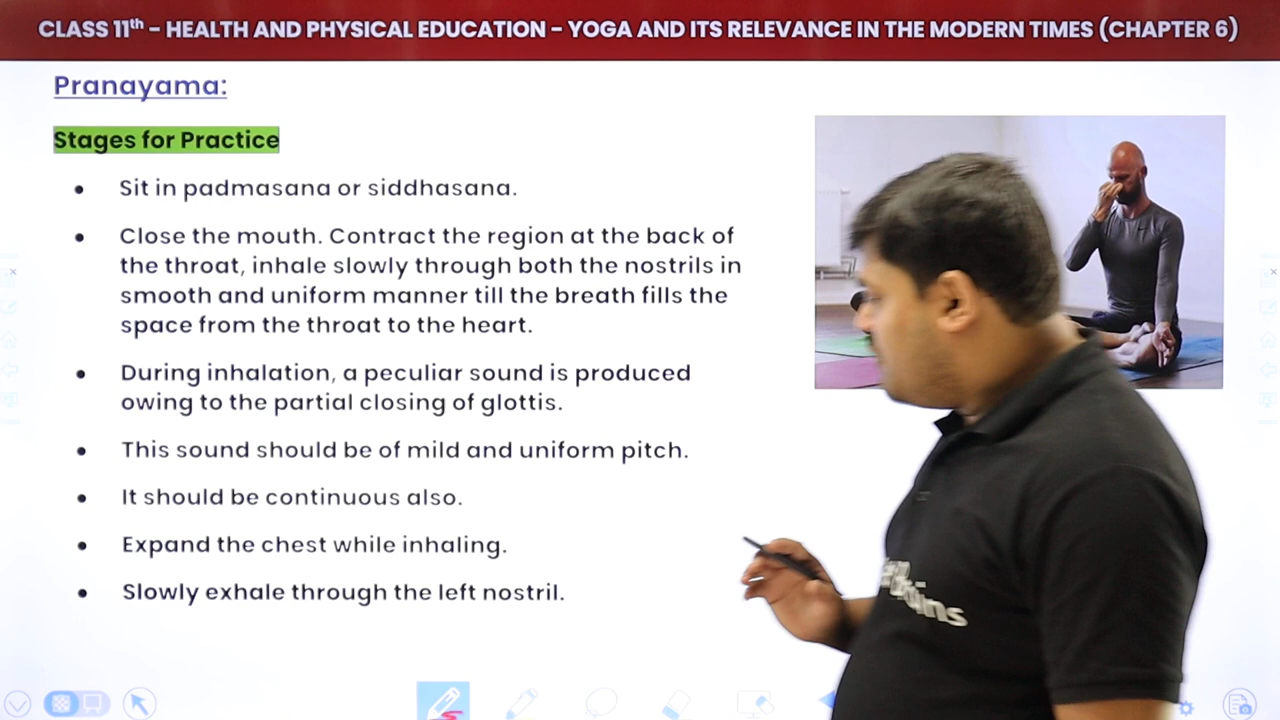 CLASS 11th – HEALTH AND PHYSICAL EDUCATION – YOGA AND ITS RELEVANCE IN THE MODERN TIMES (CHAPTER 6)
Pranayama:
Stages for Practice
• Sit in padmasana or siddhasana.
• Close the mouth. Contract the region at the back of
the throat, inhale slowly through both the nostrils in
smooth and uniform manner till the breath fills the
space from the throat to the heart.
• During inhalation, a peculiar sound is produced
owing to the partial closing of glottis.
• This sound should be of mild and uniform pitch.
• It should be continuous also.
• Expand the chest while inhaling.
• Slowly exhale through the left nostril.